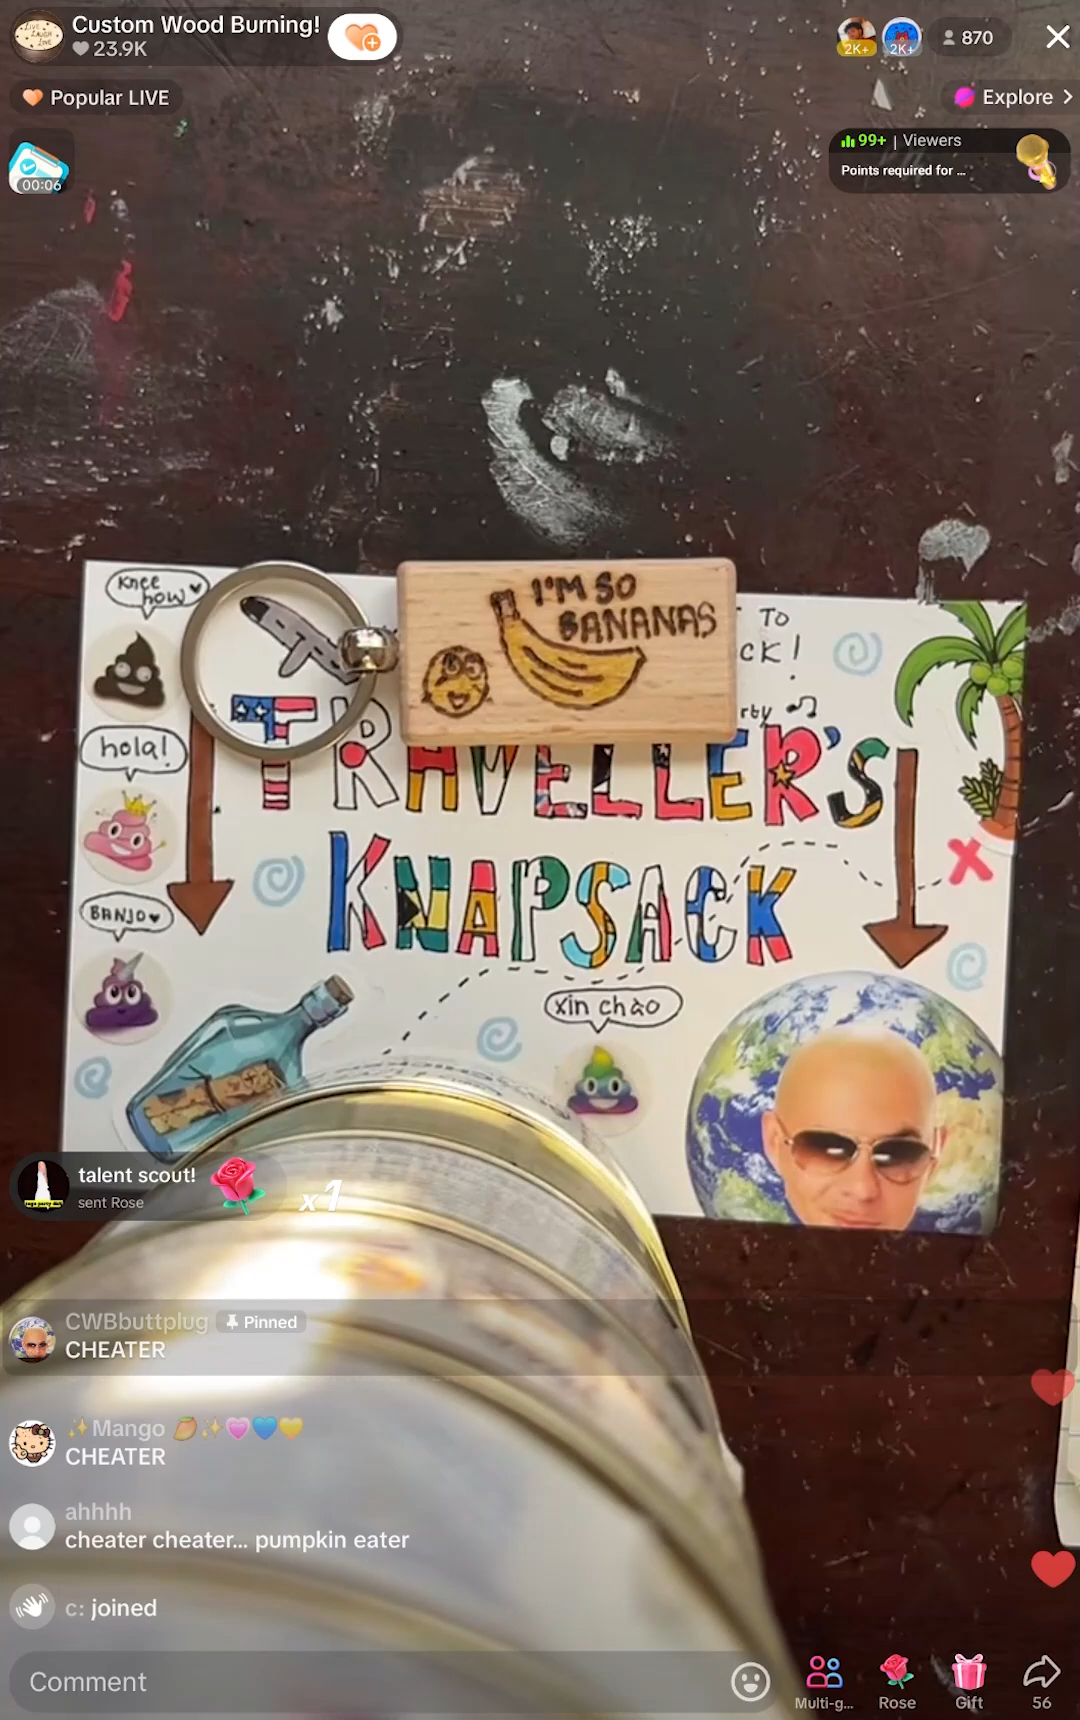 Custom Wood Burning!
23.9K
2K+
2K+
870
Popular LIVE
Explore >
00:06
99+ | Viewers
Points required for ...
Knee
how
I'M SO
BANANAS
TO
CK!
rty
hola!
TRAVELLER'S
KNAPSACK
BANJO
xin chào
talent scout!
sent Rose
x1
CWBbuttplug Pinned
CHEATER
✨Mango 🥭✨💗💙💛
CHEATER
ahhhh
cheater cheater... pumpkin eater
c: joined
Comment
Multi-g...
Rose
Gift
56